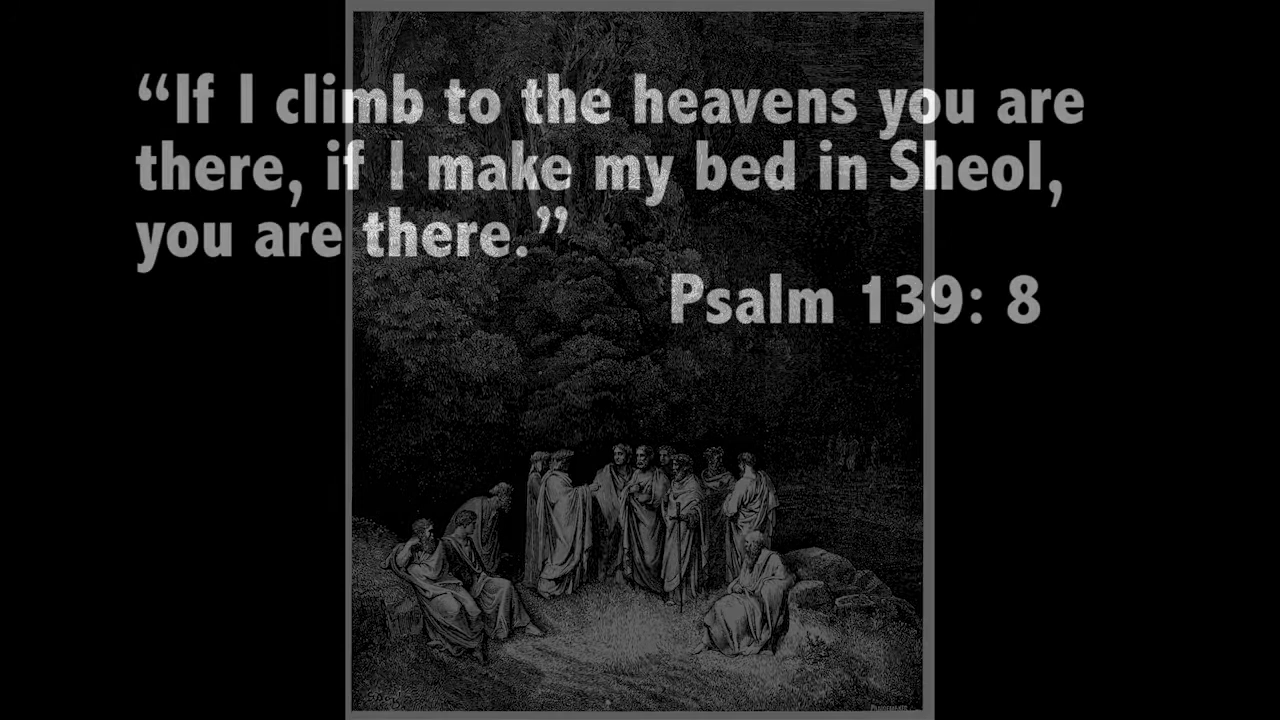 “If I climb to the heavens you are
there, if I make my bed in Sheol,
you are there.”
Psalm 139: 8